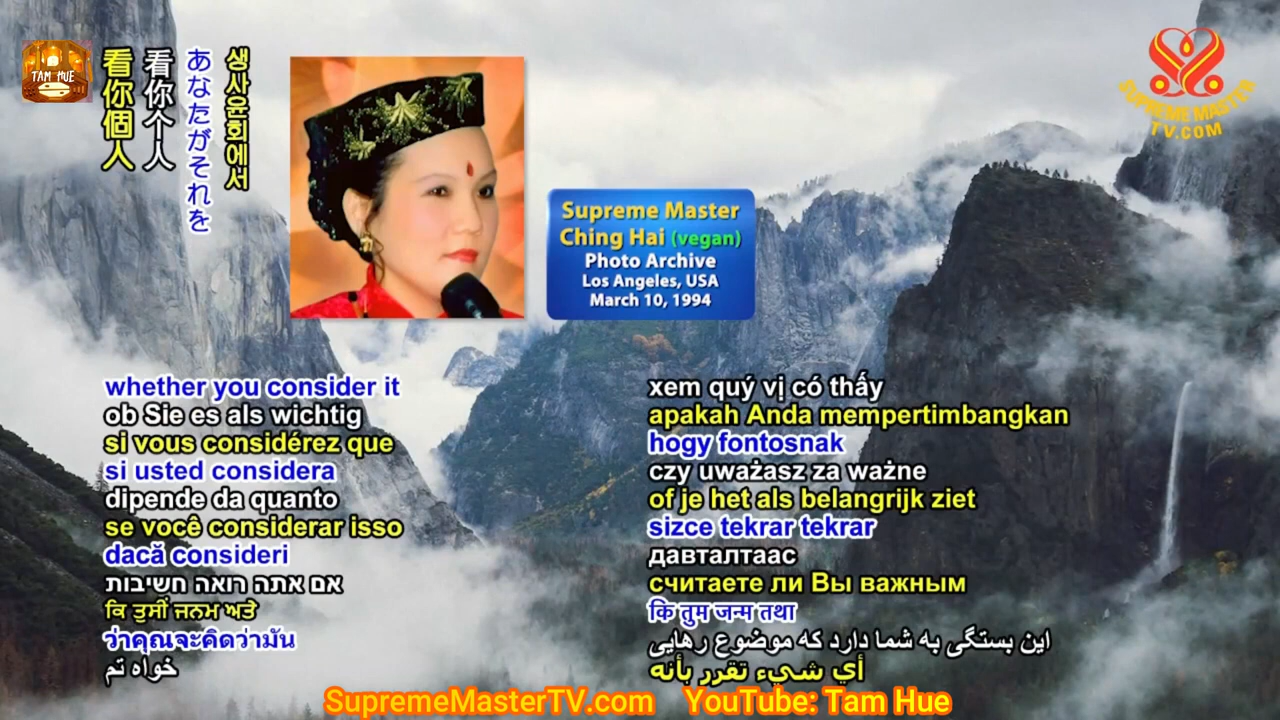 TAM HUE
看你個人
看你个人
あなたがそれを
생사윤회에서
SUPREME MASTER
TV.COM
Supreme Master
Ching Hai (vegan)
Photo Archive
Los Angeles, USA
March 10, 1994
whether you consider it
ob Sie es als wichtig
si vous considérez que
si usted considera
dipende da quanto
se você considerar isso
dacă consideri
אם אתה רואה חשיבות
ਕਿ ਤੁਸੀਂ ਜਨਮ ਅਤੇ
ว่าคุณจะคิดว่ามัน
خواہ تم
xem quý vị có thấy
apakah Anda mempertimbangkan
hogy fontosnak
czy uważasz za ważne
of je het als belangrijk ziet
sizce tekrar tekrar
давталтаас
считаете ли Вы важным
कि तुम जन्म तथा
این بستگی به شما دارد که موضوع رهایی
أي شيء تقرر بأنه
SupremeMasterTV.com YouTube: Tam Hue